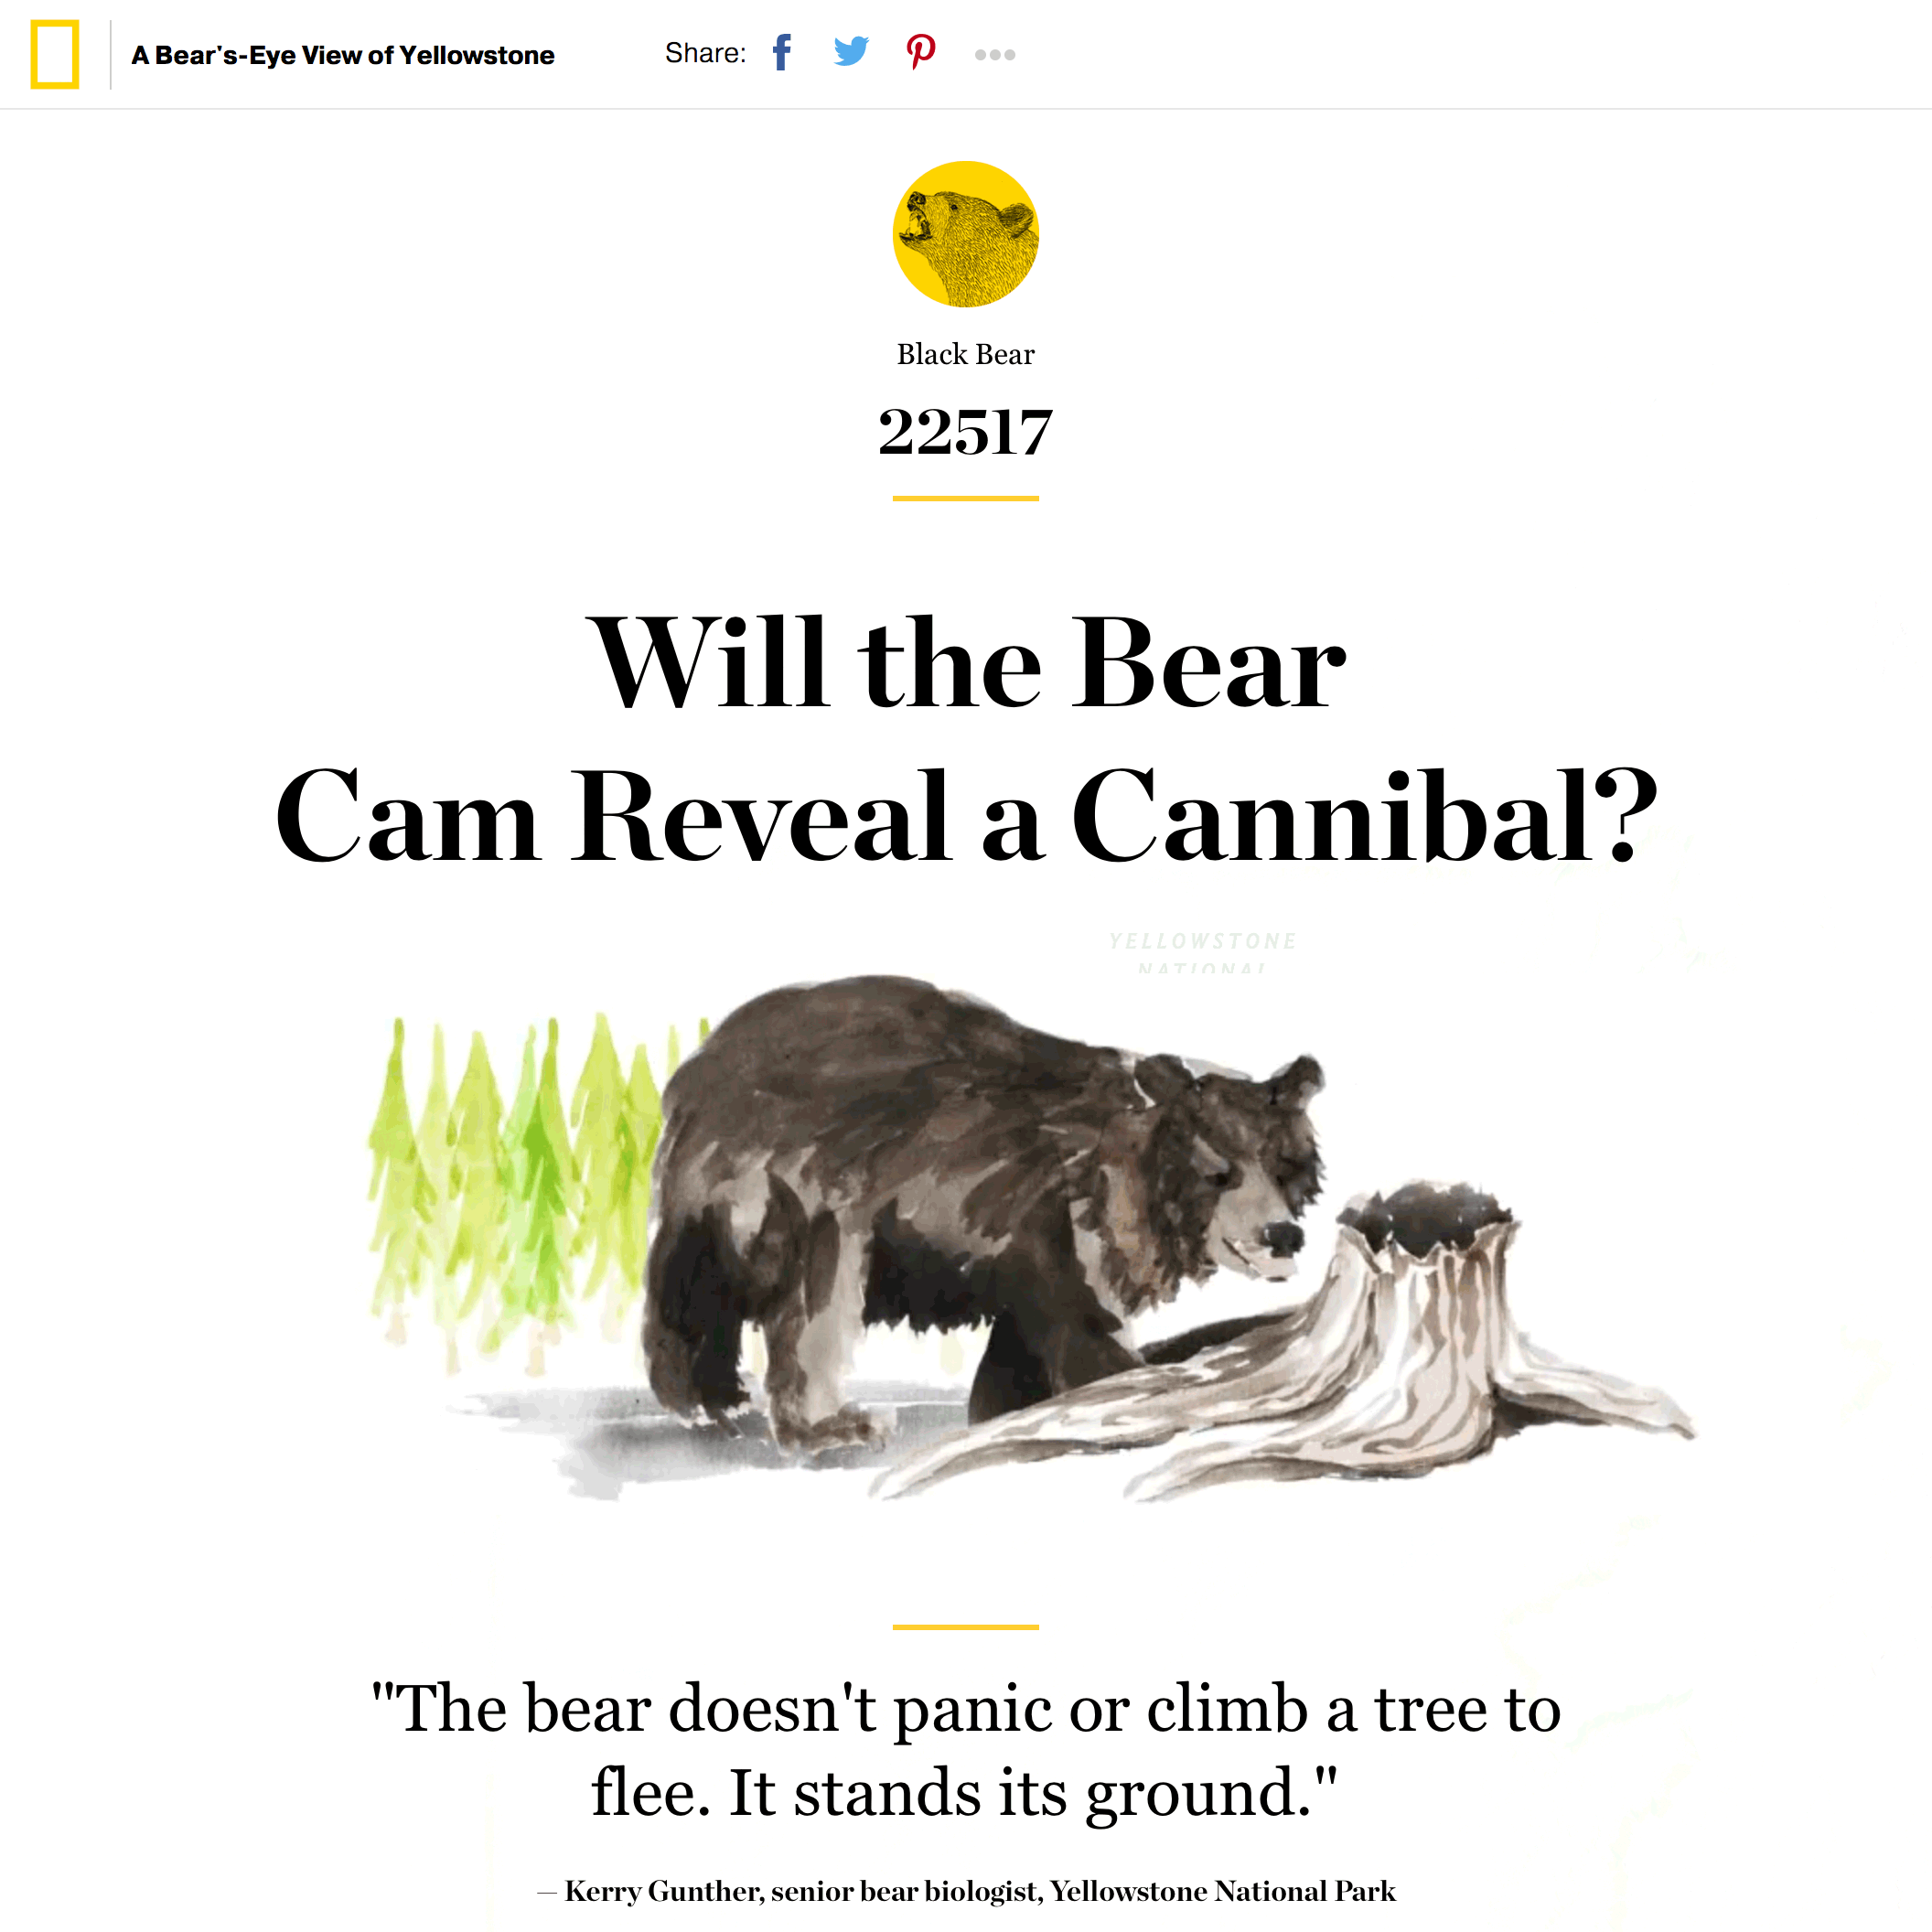 A Bear's-Eye View of Yellowstone
Share:
Black Bear
22517
Will the Bear
Cam Reveal a Cannibal?
YELLOWSTONE
NATIONAL
"The bear doesn't panic or climb a tree to
flee. It stands its ground."
— Kerry Gunther, senior bear biologist, Yellowstone National Park